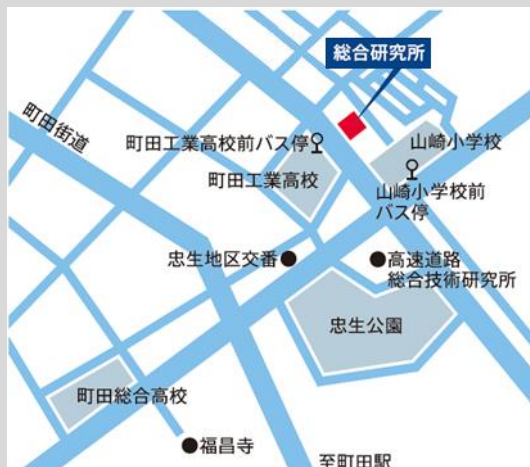 総合研究所
町田街道
町田工業高校前バス停
山崎小学校
町田工業高校
山崎小学校前
バス停
忠生地区交番
高速道路
総合技術研究所
忠生公園
町田総合高校
福昌寺
至町田駅